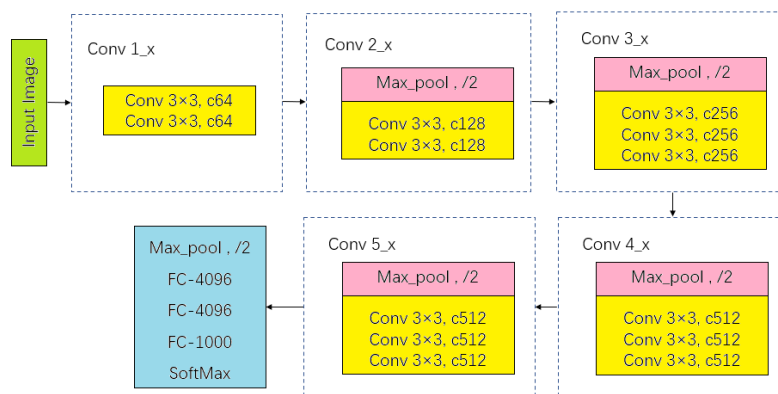 Input Image
Conv 1_x
Conv 3×3, c64
Conv 3×3, c64
Conv 2_x
Max_pool , /2
Conv 3×3, c128
Conv 3×3, c128
Conv 3_x
Max_pool , /2
Conv 3×3, c256
Conv 3×3, c256
Conv 3×3, c256
Conv 4_x
Max_pool , /2
Conv 3×3, c512
Conv 3×3, c512
Conv 3×3, c512
Conv 5_x
Max_pool , /2
Conv 3×3, c512
Conv 3×3, c512
Conv 3×3, c512
Max_pool , /2
FC-4096
FC-4096
FC-1000
SoftMax